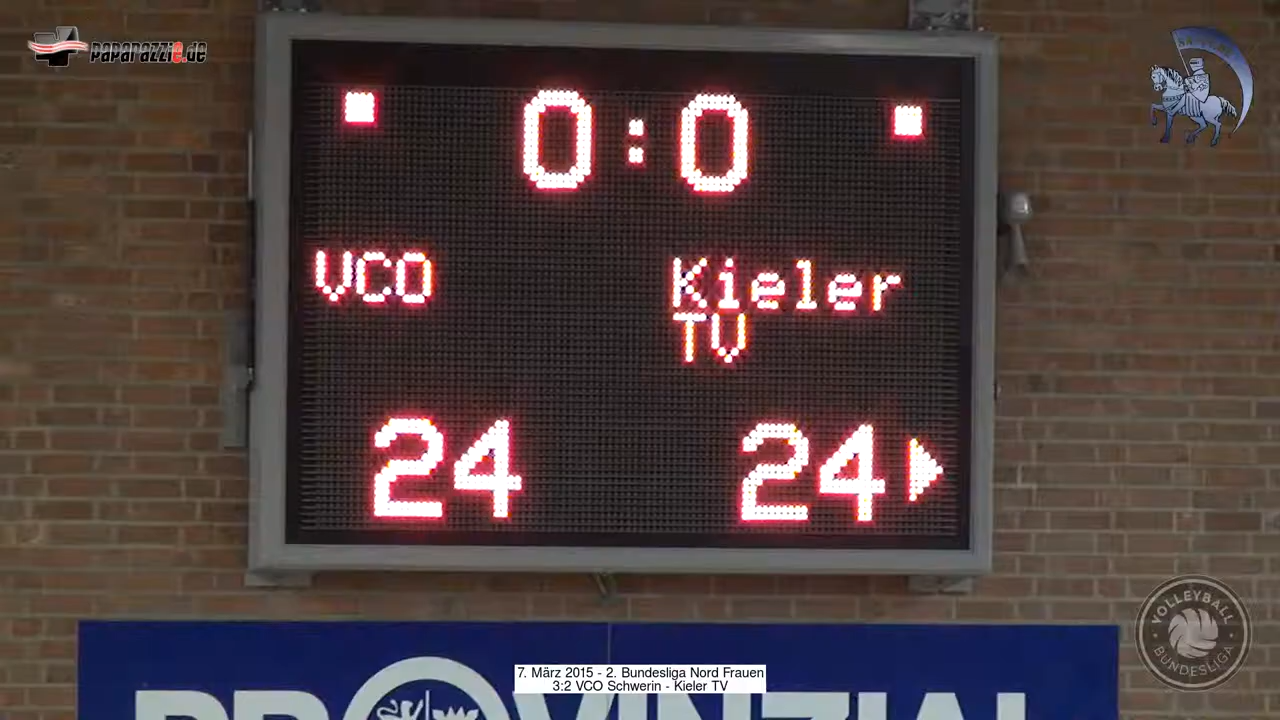 paparazzie.de
0:0
VCO
Kieler
TV
24
24
VOLLEYBALL
BUNDESLIGA
PROVINZIAL
7. März 2015 - 2. Bundesliga Nord Frauen
3:2 VCO Schwerin - Kieler TV